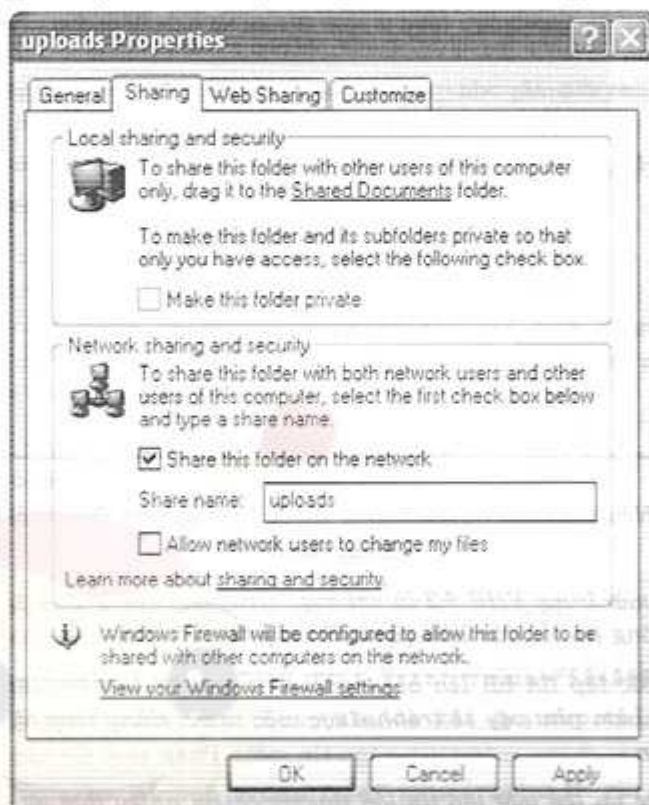 uploads Properties
General Sharing Web Sharing Customize
Local sharing and security
To share this folder with other users of this computer
only, drag it to the Shared Documents folder.
To make this folder and its subfolders private so that
only you have access, select the following check box.
Make this folder private
Network sharing and security
To share this folder with both network users and other
users of this computer, select the first check box below
and type a share name.
Share this folder on the network
Share name: uploads
Allow network users to change my files
Learn more about sharing and security.
Windows Firewall will be configured to allow this folder to be
shared with other computers on the network.
View your Windows Firewall settings
OK Cancel Apply